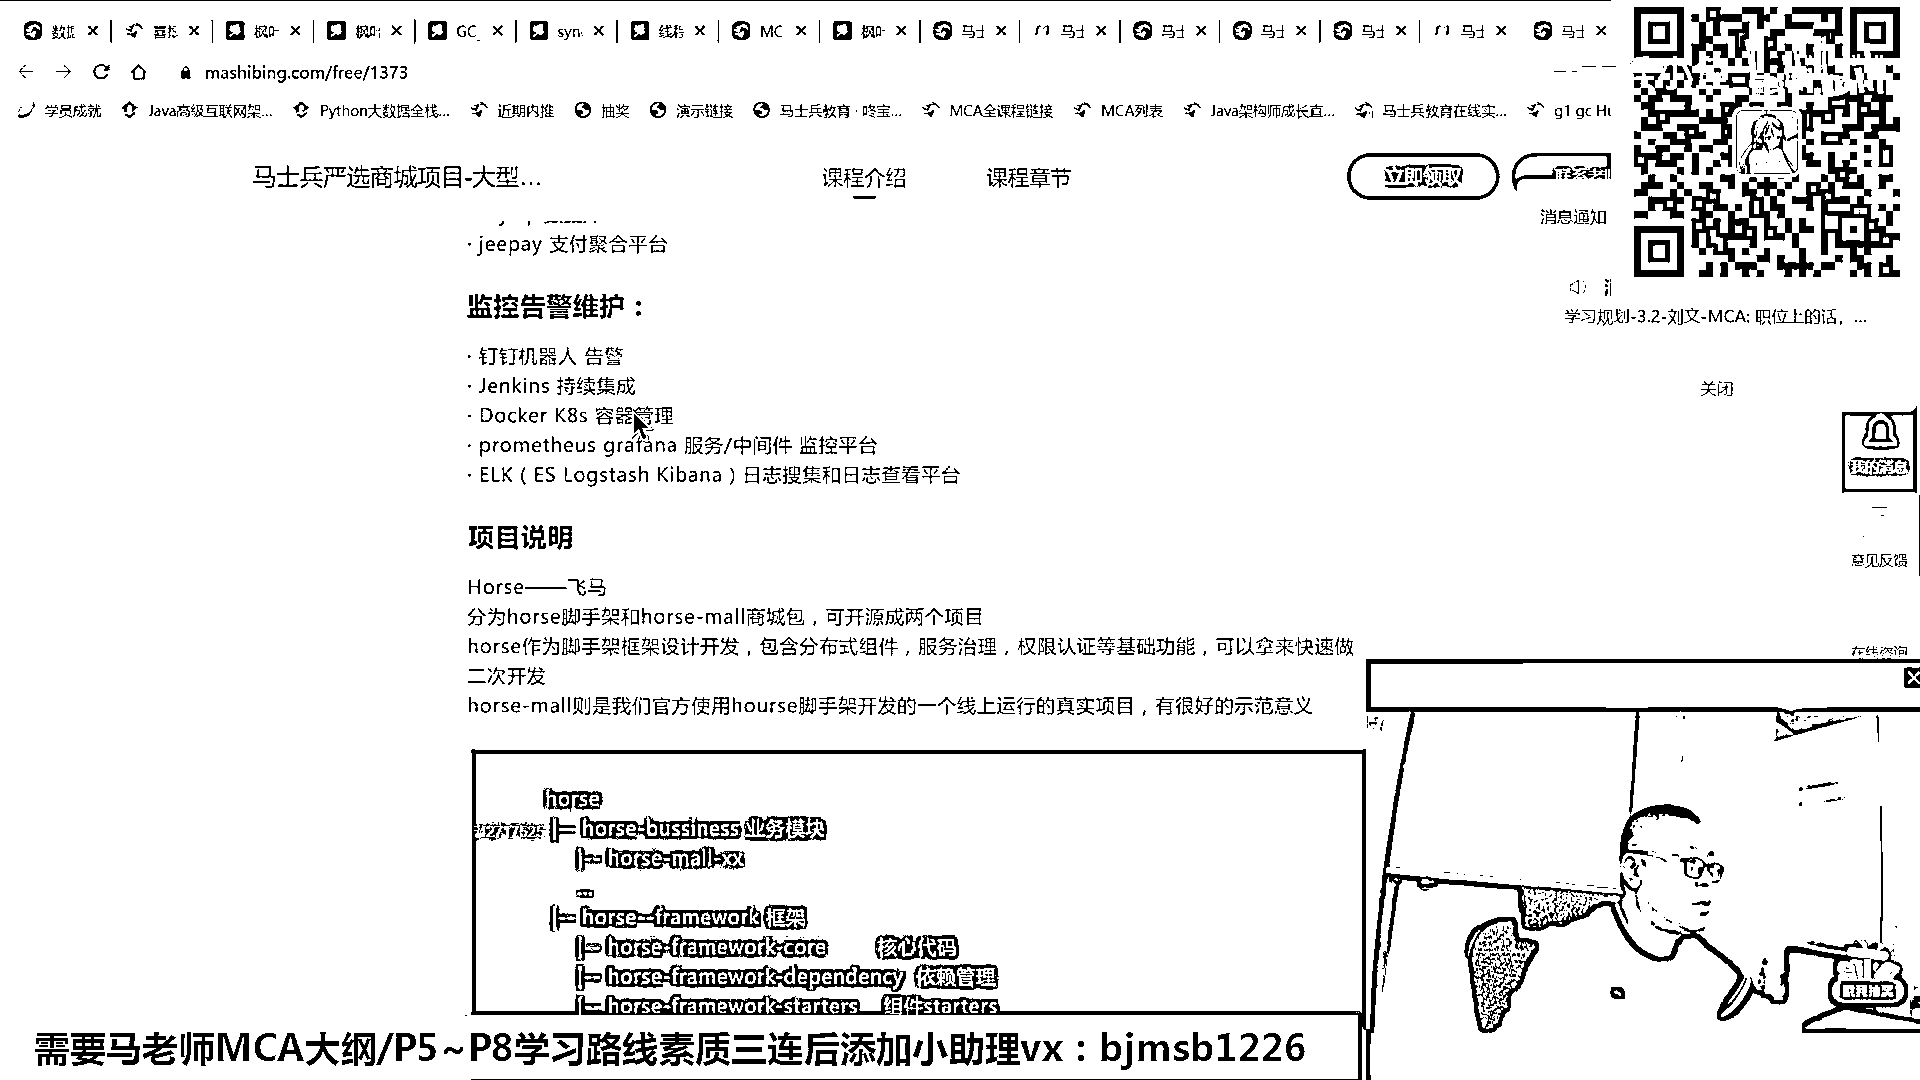 数据
枫叶
枫叶
GC_
syn
线程
MC
枫叶
马士
马士
马士
马士
马士
马士
马士
mashibing.com/free/1373
学员成就
Java高级互联网架...
Python大数据全栈...
近期内推
抽奖
演示链接
马士兵教育 · 咚宝...
MCA全课程链接
MCA列表
Java架构师成长直...
马士兵教育在线实...
g1 gc Hu
马士兵严选商城项目-大型...
课程介绍
课程章节
立即领取
消息通知
· jeepay 支付聚合平台
监控告警维护：
· 钉钉机器人 告警
· Jenkins 持续集成
· Docker K8s 容器管理
· prometheus grafana 服务/中间件 监控平台
· ELK（ES Logstash Kibana）日志搜集和日志查看平台
学习规划-3.2-刘文-MCA: 职位上的话，...
关闭
我的消息
意见反馈
在线咨询
项目说明
Horse——飞马
分为horse脚手架和horse-mall商城包，可开源成两个项目
horse作为脚手架框架设计开发，包含分布式组件，服务治理，权限认证等基础功能，可以拿来快速做
二次开发
horse-mall则是我们官方使用hourse脚手架开发的一个线上运行的真实项目，有很好的示范意义
horse
|-- horse-bussiness 业务模块
|-- horse-mall-xx
...
|-- horse--framework 框架
|-- horse-framework-core 核心代码
|-- horse-framework-dependency 依赖管理
|-- horse-framework-starters 组件starters
需要马老师MCA大纲/P5~P8学习路线素质三连后添加小助理vx：bjmsb1226